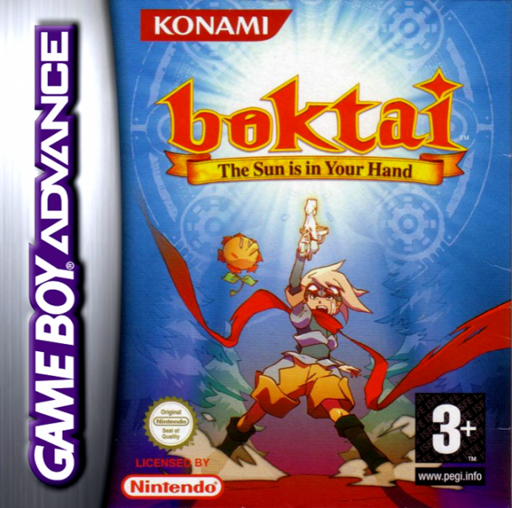 KONAMI
boktai
TM
The Sun is in Your Hand
GAME BOY ADVANCE
®
Original
Nintendo
Seal of
Quality
LICENSED BY
Nintendo
3+
TM
www.pegi.info